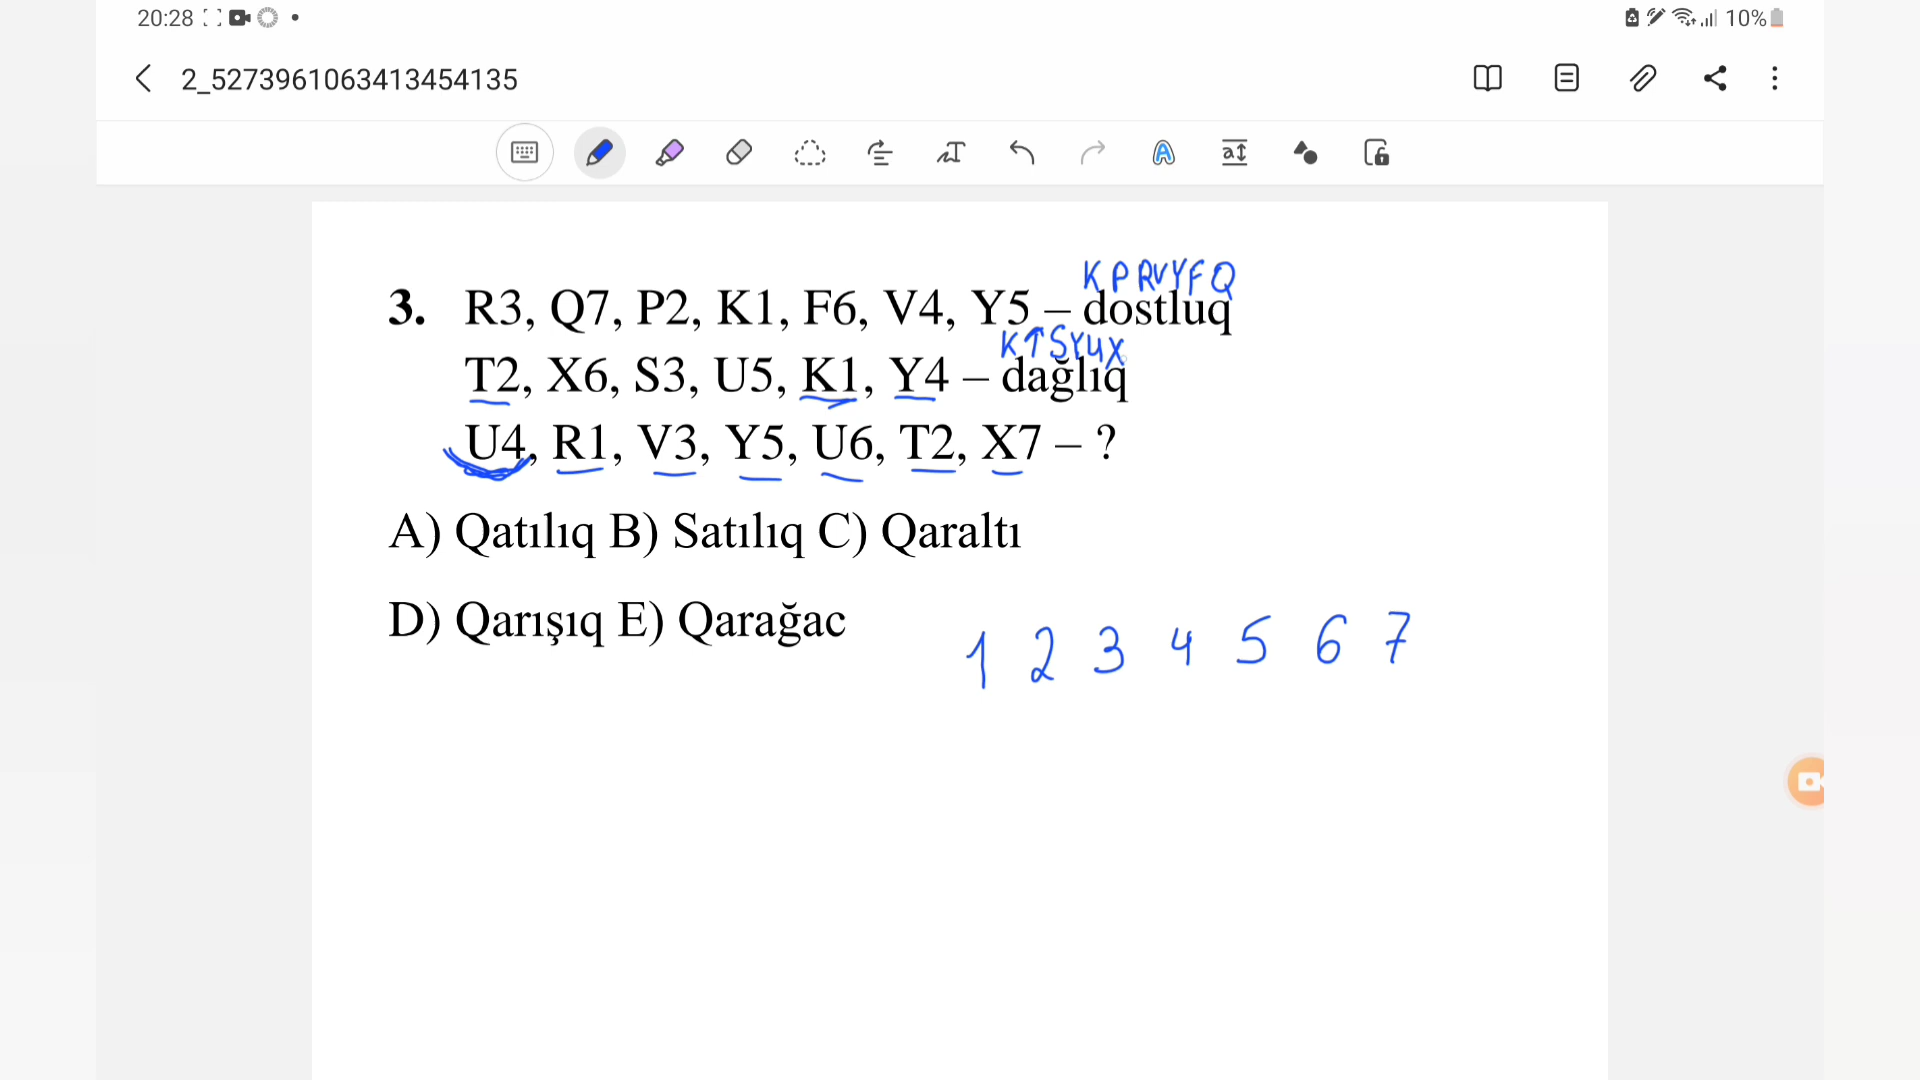 20:28
10%
2_5273961063413454135
KPRVYFQ
3. R3, Q7, P2, K1, F6, V4, Y5 – dostluq
KTSYUX
T2, X6, S3, U5, K1, Y4 – dağlıq
U4, R1, V3, Y5, U6, T2, X7 – ?
A) Qatılıq B) Satılıq C) Qaraltı
D) Qarışıq E) Qarağac
1 2 3 4 5 6 7